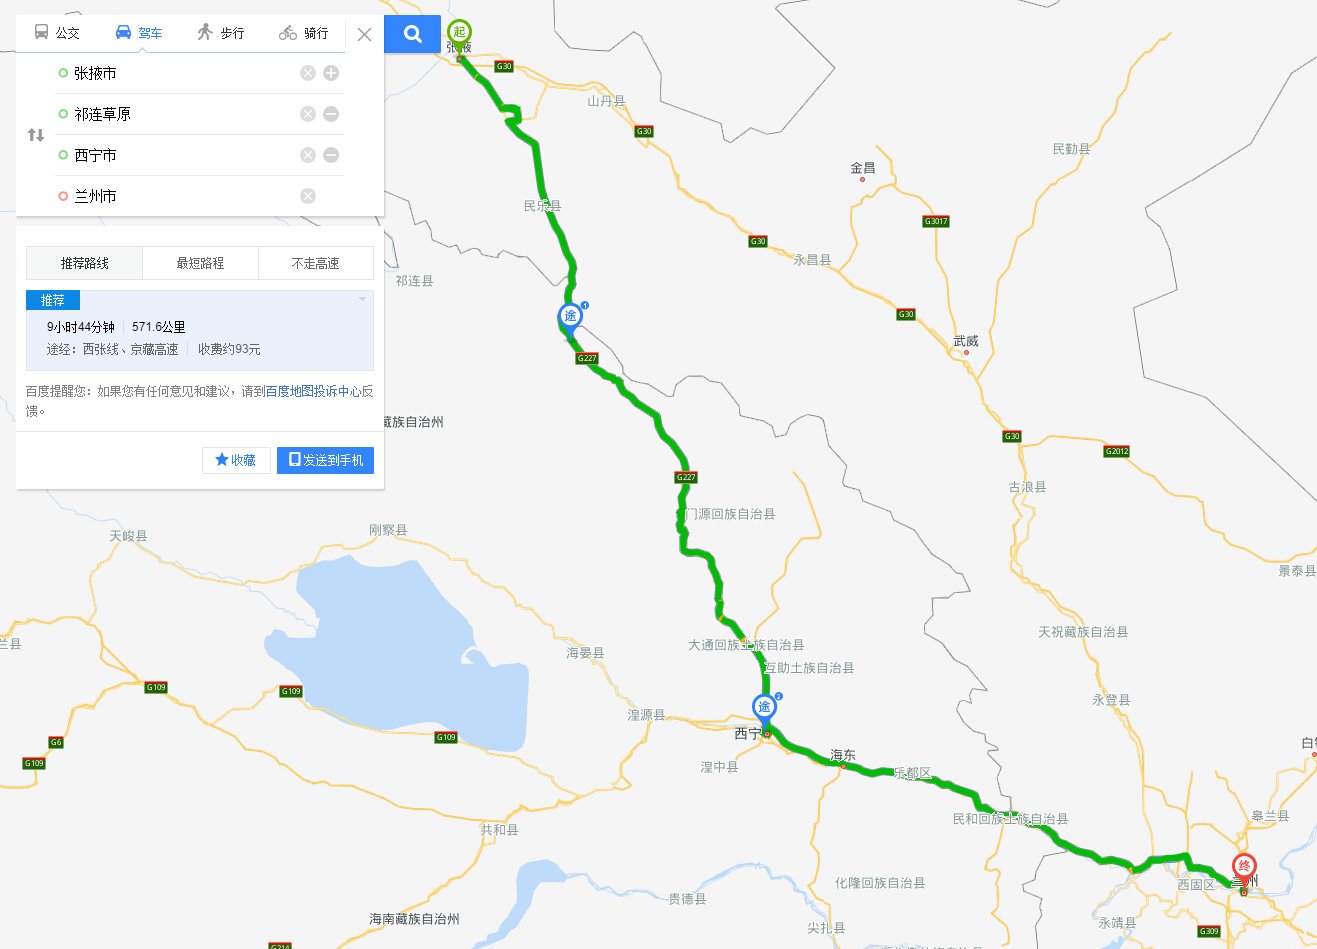 公交 驾车 步行 骑行
张掖市
祁连草原
西宁市
兰州市
推荐路线 最短路程 不走高速
推荐
9小时44分钟 571.6公里
途经：西张线、京藏高速 收费约93元
百度提醒您：如果您有任何意见和建议，请到百度地图投诉中心反
馈。
收藏 发送到手机
起
张掖
G30
山丹县
G30
民勤县
金昌
民乐县
G3017
G30
永昌县
祁连县
途 1
G30
武威
G227
藏族自治州
G30
G2012
G227
古浪县
门源回族自治县
刚察县
天峻县
景泰县
天祝藏族自治县
兰县
大通回族土族自治县
海晏县
互助土族自治县
G109
G109
永登县
途 2
湟源县
西宁
G109
G6
G109
海东
湟中县
乐都区
民和回族土族自治县
皋兰县
共和县
终
兰州
化隆回族自治县
西固区
贵德县
海南藏族自治州
尖扎县
永靖县
G309
G214